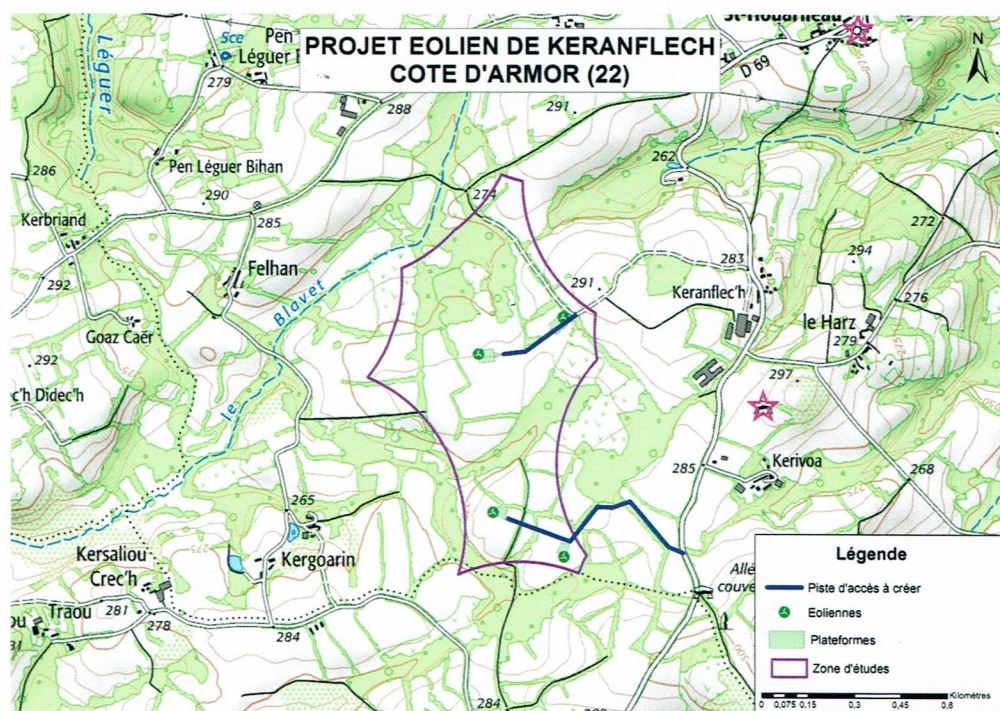 PROJET EOLIEN DE KERANFLECH
COTE D'ARMOR (22)
N
Léguer
Sce
Pen
Léguer
279
288
291
D 69
262
286
Pen Léguer Bihan
290
285
274
272
Kerbriand
294
283
292
Felhan
291
Keranflec'h
276
Blavet
le
le Harz
279
Goaz Caër
292
297
c'h Didec'h
285
Kerivoa
268
265
Kersaliou
Crec'h
Kergoarin
Traou
281
278
284
284
Allé
couve
Légende
Piste d'accès à créer
Eoliennes
Plateformes
Zone d'études
Kilomètres
0 0,075 0,15 0,3 0,45 0,6